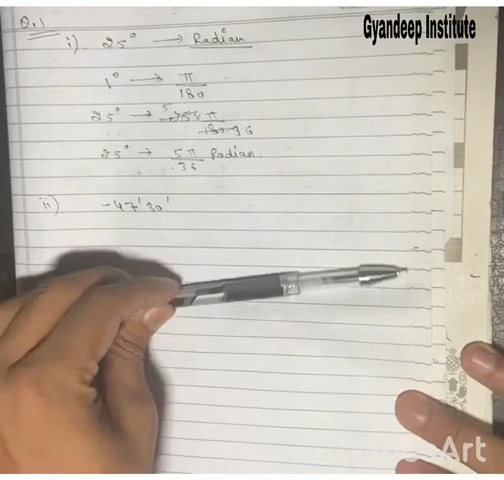 Gyandeep Institute
Q.1
i). 25° → Radian
1° → π/180
25° → 5 25 × π / 180 36
25° → 5π/36 Radian
ii). -47' 30'
Art